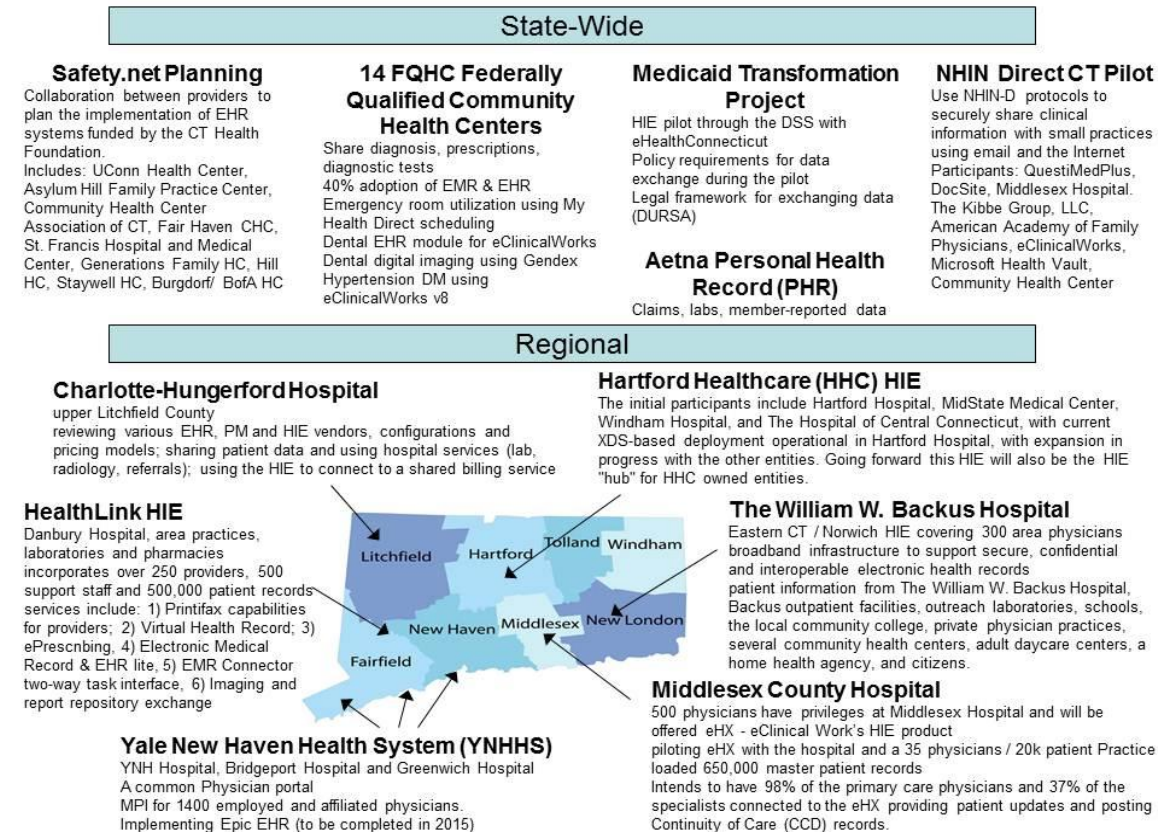 State-Wide
Safety.net Planning
Collaboration between providers to
plan the implementation of EHR
systems funded by the CT Health
Foundation.
Includes: UConn Health Center,
Asylum Hill Family Practice Center,
Community Health Center
Association of CT, Fair Haven CHC,
St. Francis Hospital and Medical
Center, Generations Family HC, Hill
HC, Staywell HC, Burgdorf/ BofA HC
14 FQHC Federally
Qualified Community
Health Centers
Share diagnosis, prescriptions,
diagnostic tests
40% adoption of EMR & EHR
Emergency room utilization using My
Health Direct scheduling
Dental EHR module for eClinicalWorks
Dental digital imaging using Gendex
Hypertension DM using
eClinicalWorks v8
Medicaid Transformation
Project
HIE pilot through the DSS with
eHealthConnecticut
Policy requirements for data
exchange during the pilot
Legal framework for exchanging data
(DURSA)
Aetna Personal Health
Record (PHR)
Claims, labs, member-reported data
NHIN Direct CT Pilot
Use NHIN-D protocols to
securely share clinical
information with small practices
using email and the Internet
Participants: QuestiMedPlus,
DocSite, Middlesex Hospital.
The Kibbe Group, LLC,
American Academy of Family
Physicians, eClinicalWorks,
Microsoft Health Vault,
Community Health Center
Regional
Charlotte-Hungerford Hospital
upper Litchfield County
reviewing various EHR, PM and HIE vendors, configurations and
pricing models; sharing patient data and using hospital services (lab,
radiology, referrals); using the HIE to connect to a shared billing service
Hartford Healthcare (HHC) HIE
The initial participants include Hartford Hospital, MidState Medical Center,
Windham Hospital, and The Hospital of Central Connecticut, with current
XDS-based deployment operational in Hartford Hospital, with expansion in
progress with the other entities. Going forward this HIE will also be the HIE
"hub" for HHC owned entities.
HealthLink HIE
Danbury Hospital, area practices,
laboratories and pharmacies
incorporates over 250 providers, 500
support staff and 500,000 patient records
services include: 1) Printifax capabilities
for providers; 2) Virtual Health Record; 3)
ePrescnbing, 4) Electronic Medical
Record & EHR lite, 5) EMR Connector
two-way task interface, 6) Imaging and
report repository exchange
Litchfield
Hartford
Tolland
Windham
New Haven
Middlesex
New London
Fairfield
The William W. Backus Hospital
Eastern CT / Norwich HIE covering 300 area physicians
broadband infrastructure to support secure, confidential
and interoperable electronic health records
patient information from The William W. Backus Hospital,
Backus outpatient facilities, outreach laboratories, schools,
the local community college, private physician practices,
several community health centers, adult daycare centers, a
home health agency, and citizens.
Yale New Haven Health System (YNHHS)
YNH Hospital, Bridgeport Hospital and Greenwich Hospital
A common Physician portal
MPI for 1400 employed and affiliated physicians.
Implementing Epic EHR (to be completed in 2015)
Middlesex County Hospital
500 physicians have privileges at Middlesex Hospital and will be
offered eHX - eClinical Work's HIE product
piloting eHX with the hospital and a 35 physicians / 20k patient Practice
loaded 650,000 master patient records
Intends to have 98% of the primary care physicians and 37% of the
specialists connected to the eHX providing patient updates and posting
Continuity of Care (CCD) records.